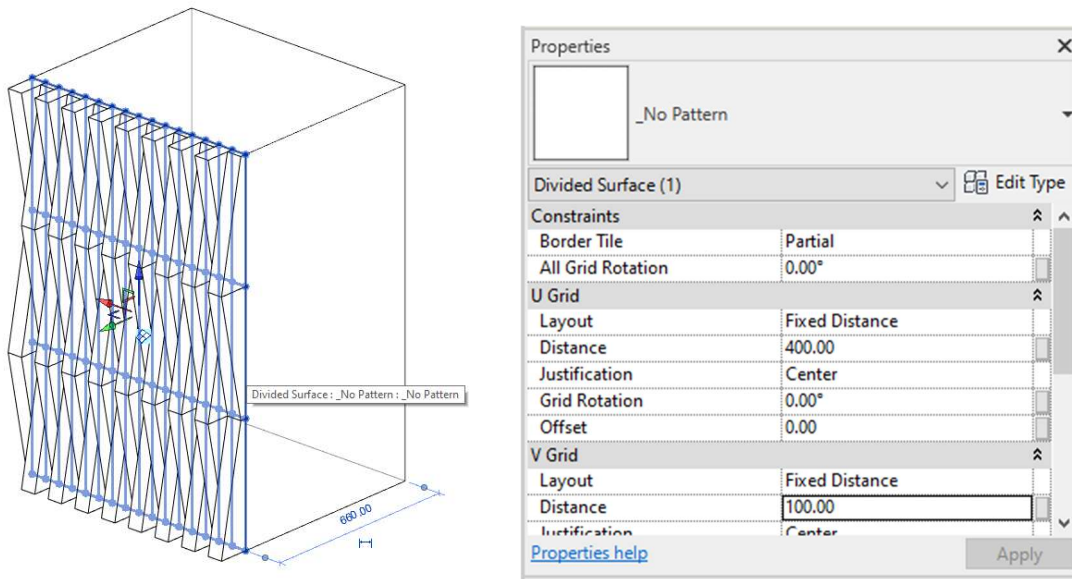 Divided Surface : _No Pattern : _No Pattern
660.00
Properties
_No Pattern
Divided Surface (1)
Edit Type
Constraints
Border Tile Partial
All Grid Rotation 0.00°
U Grid
Layout Fixed Distance
Distance 400.00
Justification Center
Grid Rotation 0.00°
Offset 0.00
V Grid
Layout Fixed Distance
Distance 100.00
Justification Center
Properties help
Apply